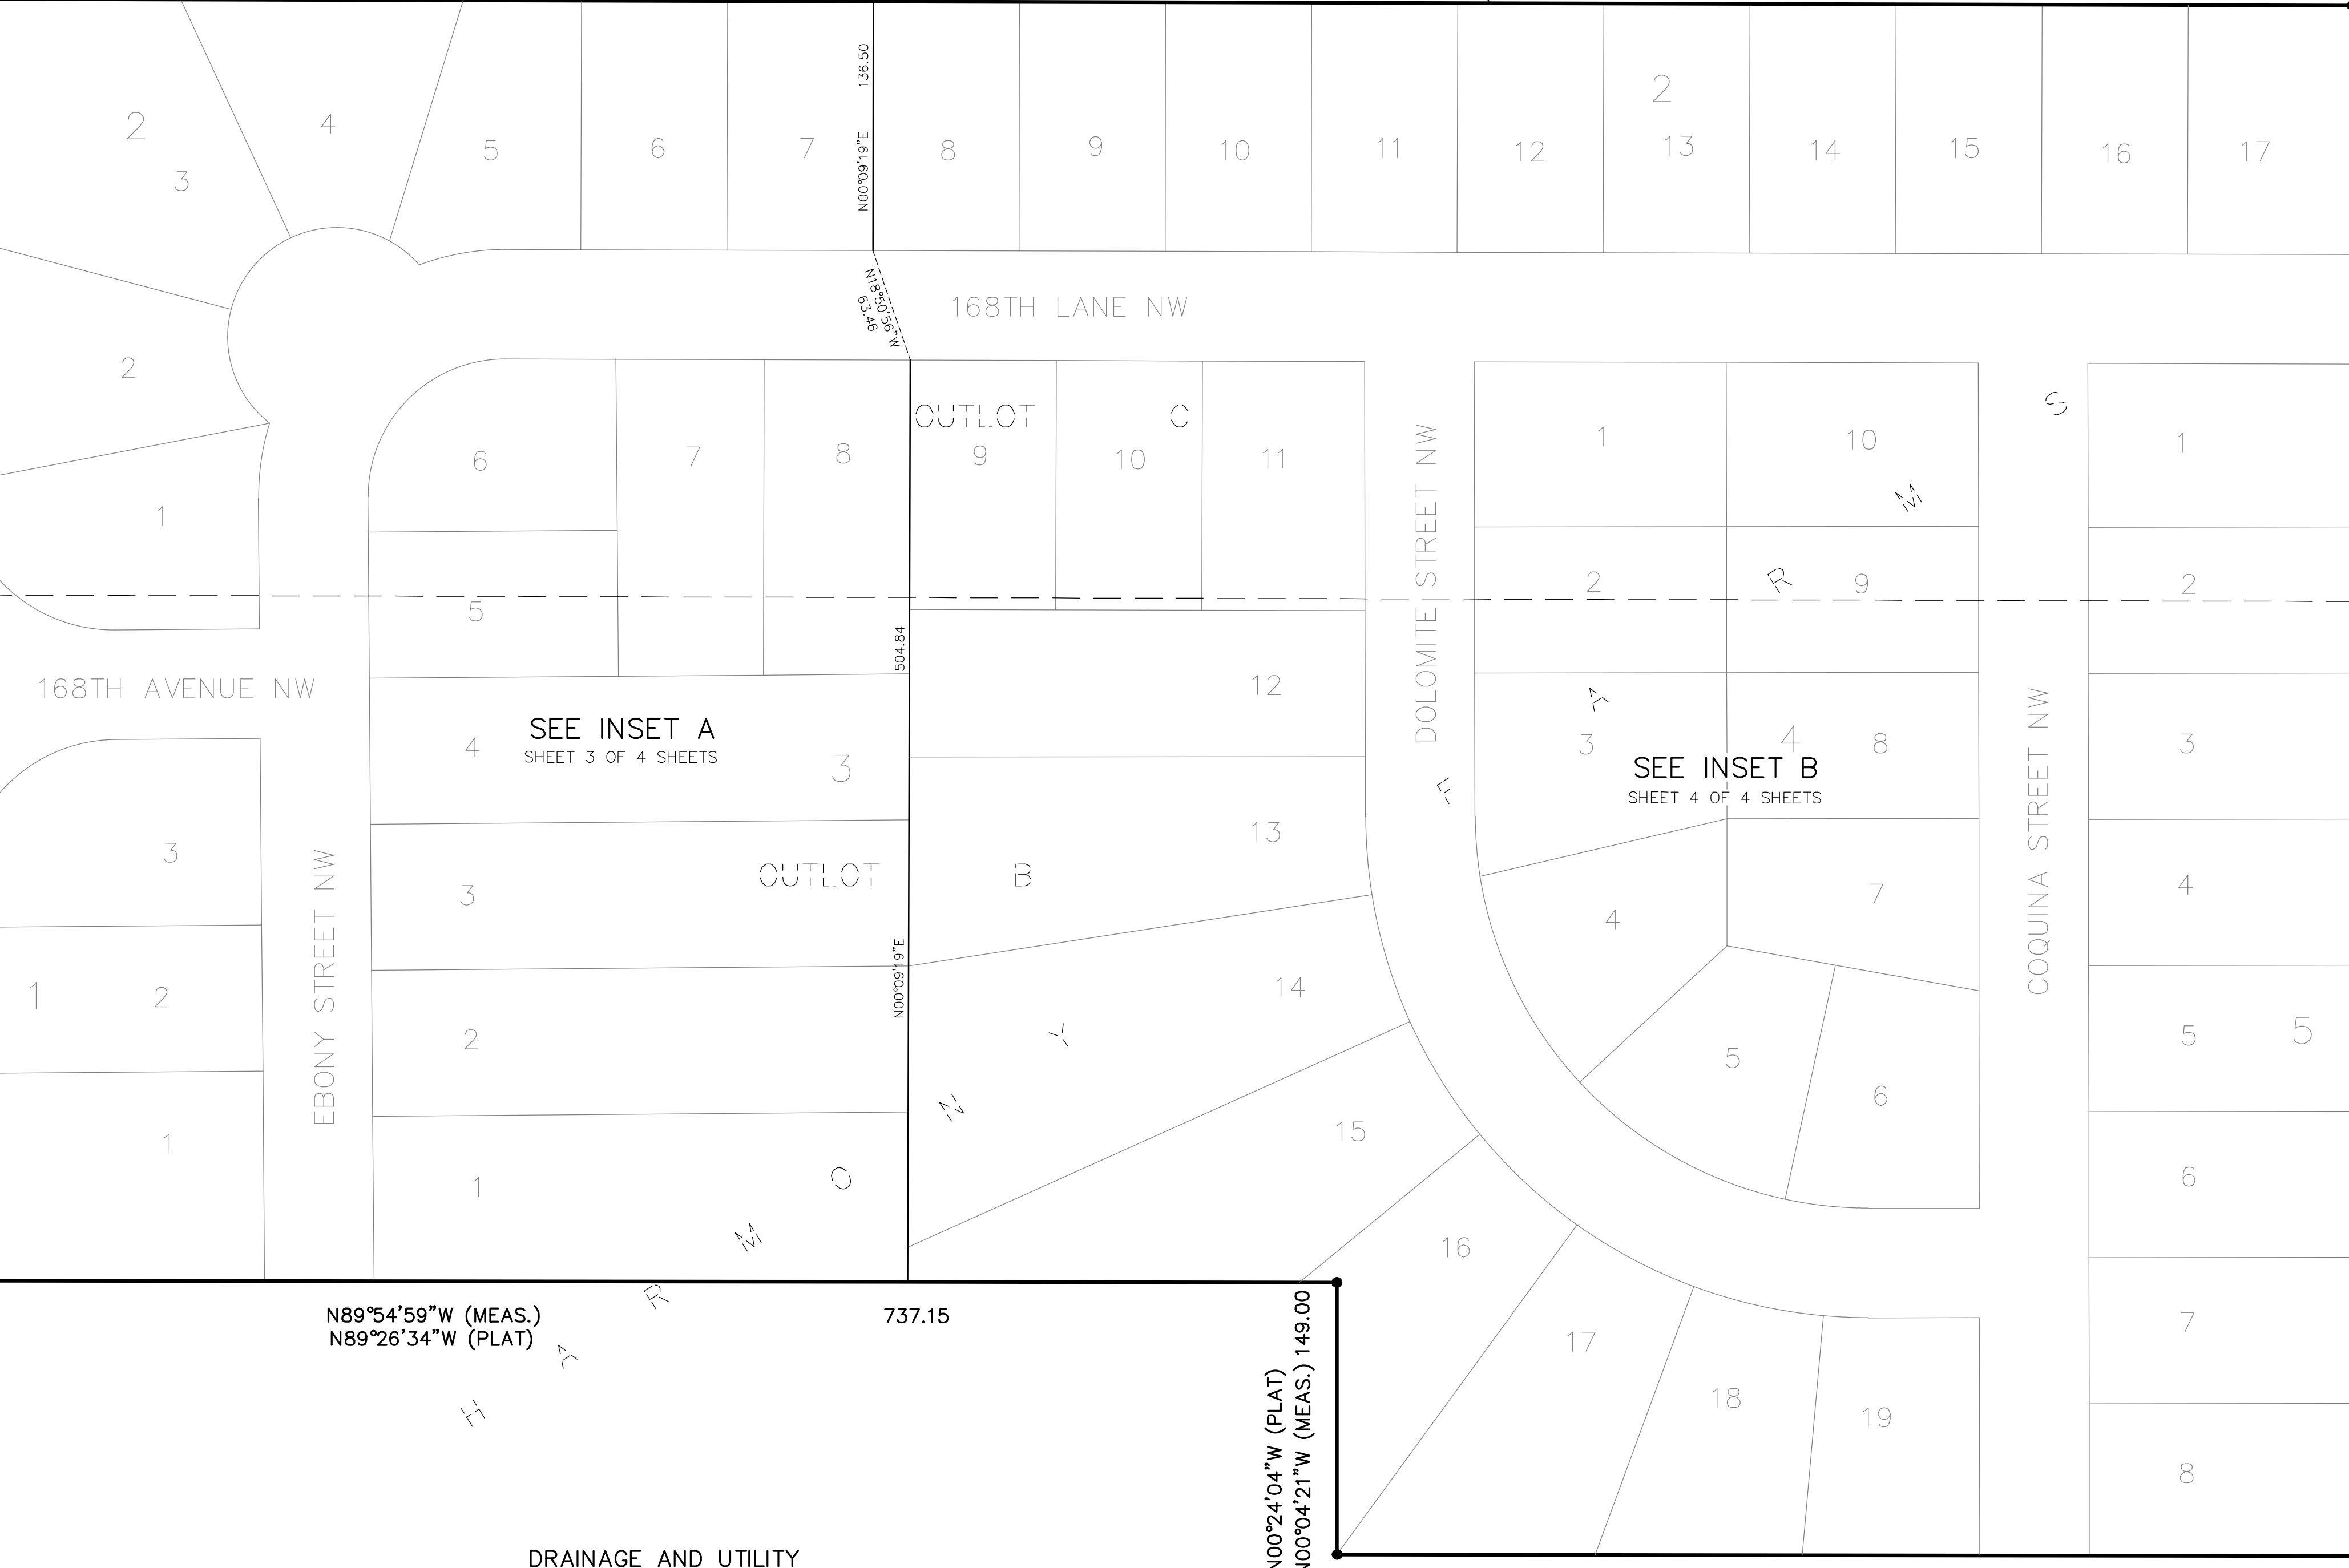 2
3
4
5
6
7
136.50
N00°09'19"E
8
9
10
11
12
2
13
14
15
16
17
N18°50'56"W
63.46
168TH LANE NW
2
1
6
7
8
OUTLOT C
9
10
11
DOLOMITE STREET NW
1
10
S
M
1
5
504.84
2
R
9
2
168TH AVENUE NW
SEE INSET A
SHEET 3 OF 4 SHEETS
4
3
12
A
3
4
8
SEE INSET B
SHEET 4 OF 4 SHEETS
COQUINA STREET NW
3
F
3
EBONY STREET NW
3
OUTLOT B
13
N00°09'19"E
4
7
4
1
2
2
Y
14
5
5
5
N
6
1
1
O
M
15
6
16
R
N89°54'59"W (MEAS.)
N89°26'34"W (PLAT)
737.15
A
H
N00°24'04"W (PLAT)
N00°04'21"W (MEAS.) 149.00
17
18
19
7
8
DRAINAGE AND UTILITY